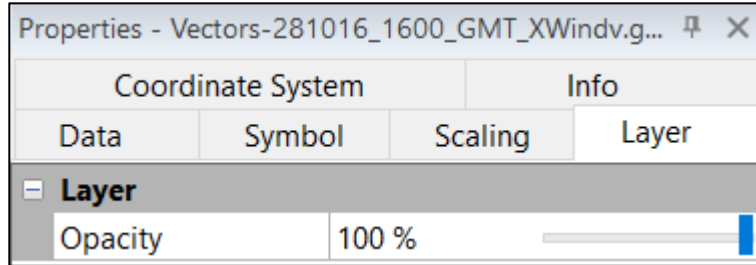 Properties - Vectors-281016_1600_GMT_XWindv.g...
Coordinate System Info
Data Symbol Scaling Layer
Layer
Opacity 100 %